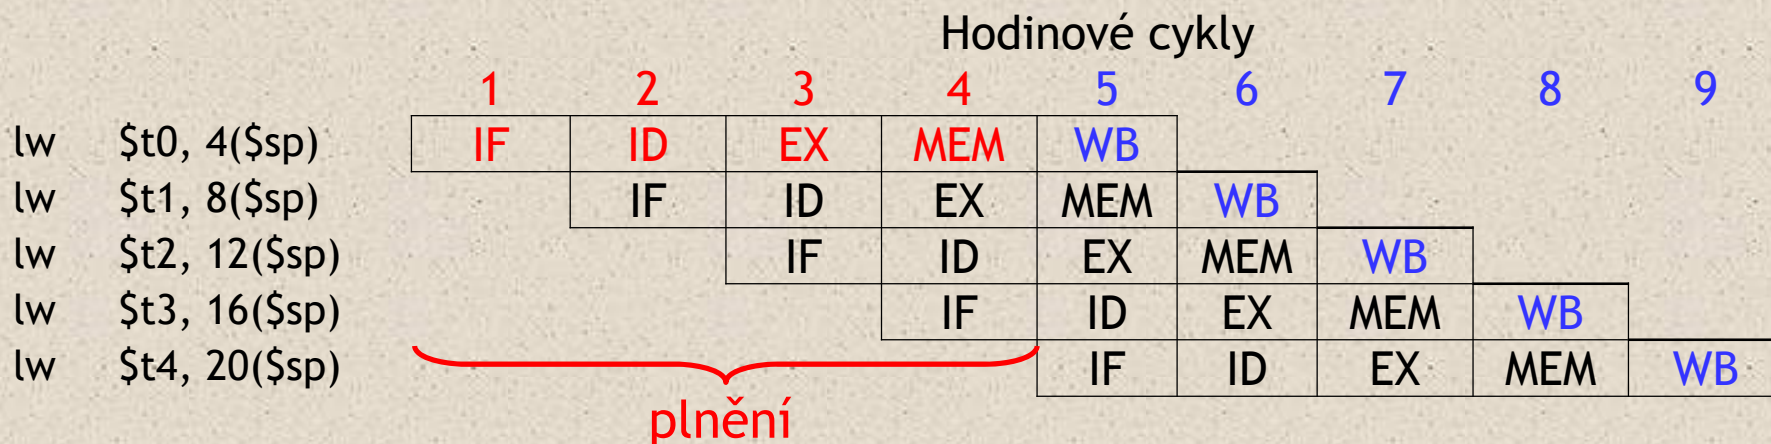 Hodinové cykly
1 2 3 4 5 6 7 8 9
lw $t0, 4($sp) IF ID EX MEM WB
lw $t1, 8($sp) IF ID EX MEM WB
lw $t2, 12($sp) IF ID EX MEM WB
lw $t3, 16($sp) IF ID EX MEM WB
lw $t4, 20($sp) IF ID EX MEM WB
plnění